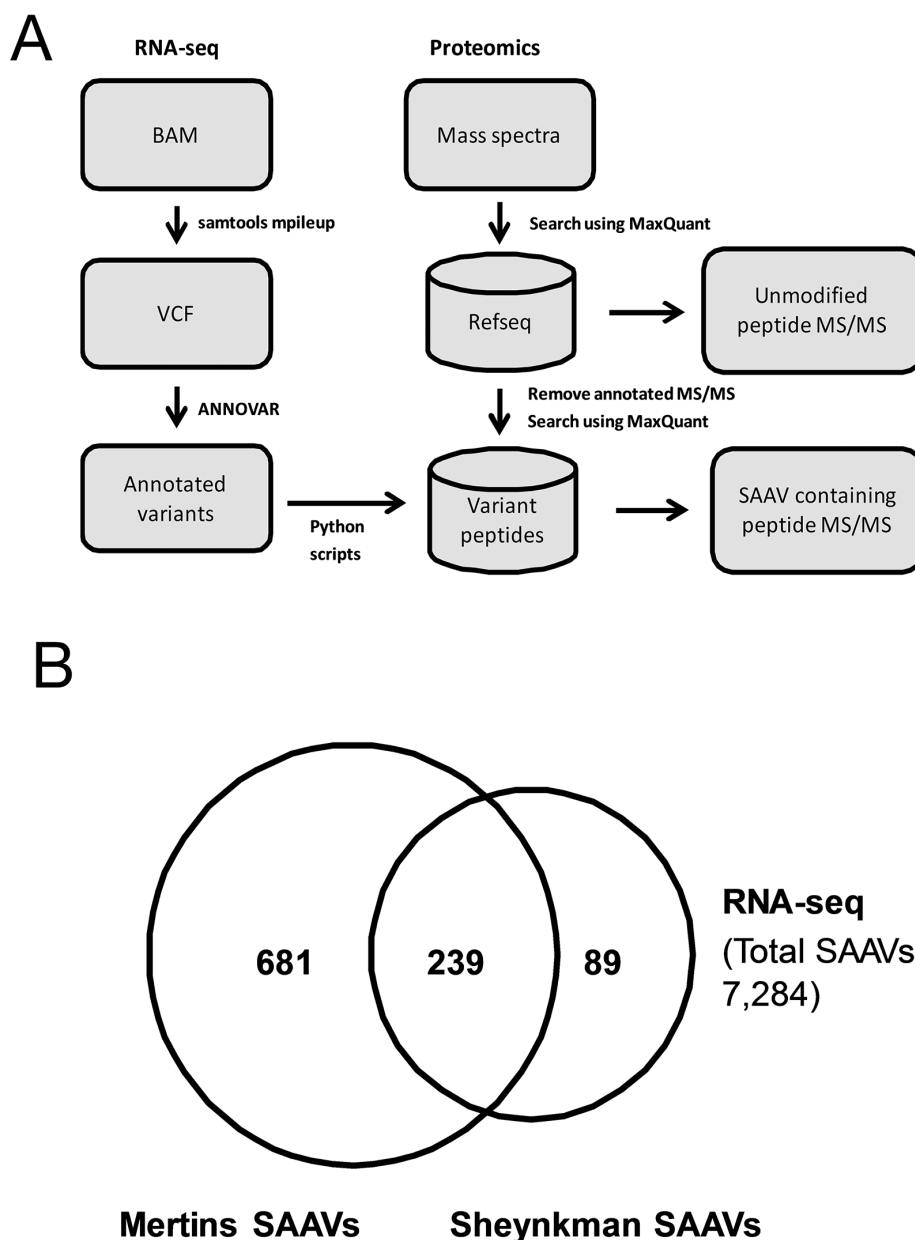 A
RNA-seq
Proteomics
BAM
Mass spectra
samtools mpileup
Search using MaxQuant
VCF
Refseq
Unmodified
peptide MS/MS
ANNOVAR
Remove annotated MS/MS
Search using MaxQuant
Annotated
variants
Python
scripts
Variant
peptides
SAAV containing
peptide MS/MS
B
681
239
89
RNA-seq
(Total SAAVs
7,284)
Mertins SAAVs
Sheynkman SAAVs